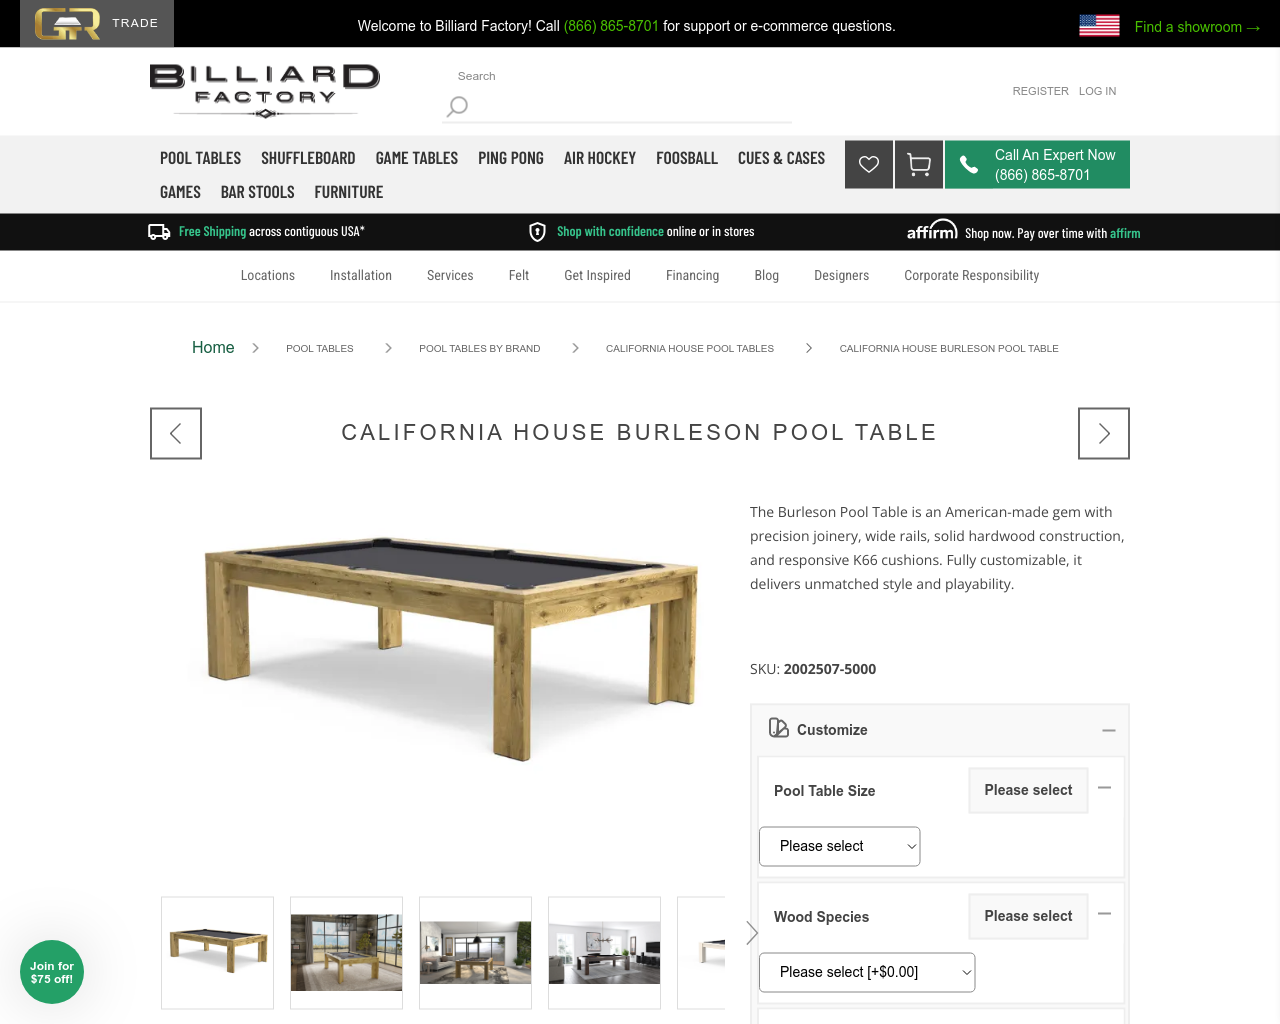 TRADE
Welcome to Billiard Factory! Call (866) 865-8701 for support or e-commerce questions.
Find a showroom →
BILLIARD
FACTORY
Search
REGISTER LOG IN
POOL TABLES SHUFFLEBOARD GAME TABLES PING PONG AIR HOCKEY FOOSBALL CUES & CASES
GAMES BAR STOOLS FURNITURE
Call An Expert Now
(866) 865-8701
Free Shipping across contiguous USA*
Shop with confidence online or in stores
affirm Shop now. Pay over time with affirm
Locations Installation Services Felt Get Inspired Financing Blog Designers Corporate Responsibility
Home POOL TABLES POOL TABLES BY BRAND CALIFORNIA HOUSE POOL TABLES CALIFORNIA HOUSE BURLESON POOL TABLE
CALIFORNIA HOUSE BURLESON POOL TABLE
The Burleson Pool Table is an American-made gem with
precision joinery, wide rails, solid hardwood construction,
and responsive K66 cushions. Fully customizable, it
delivers unmatched style and playability.
SKU: 2002507-5000
Customize
Pool Table Size Please select
Please select
Wood Species Please select
Please select [+$0.00]
Join for
$75 off!